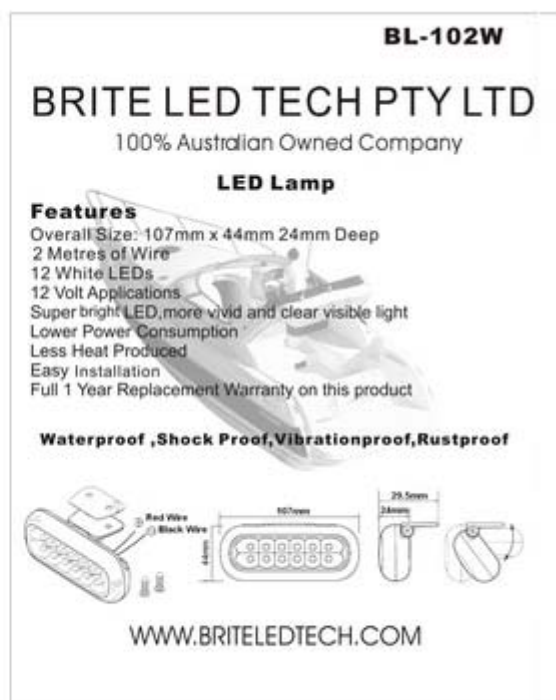 BL-102W
BRITE LED TECH PTY LTD
100% Australian Owned Company
LED Lamp
Features
Overall Size: 107mm x 44mm 24mm Deep
2 Metres of Wire
12 White LEDs
12 Volt Applications
Super bright LED,more vivid and clear visible light
Lower Power Consumption
Less Heat Produced
Easy Installation
Full 1 Year Replacement Warranty on this product
Waterproof ,Shock Proof,Vibrationproof,Rustproof
Red Wire
Black Wire
107mm
44mm
29.5mm
24mm
WWW.BRITELEDTECH.COM